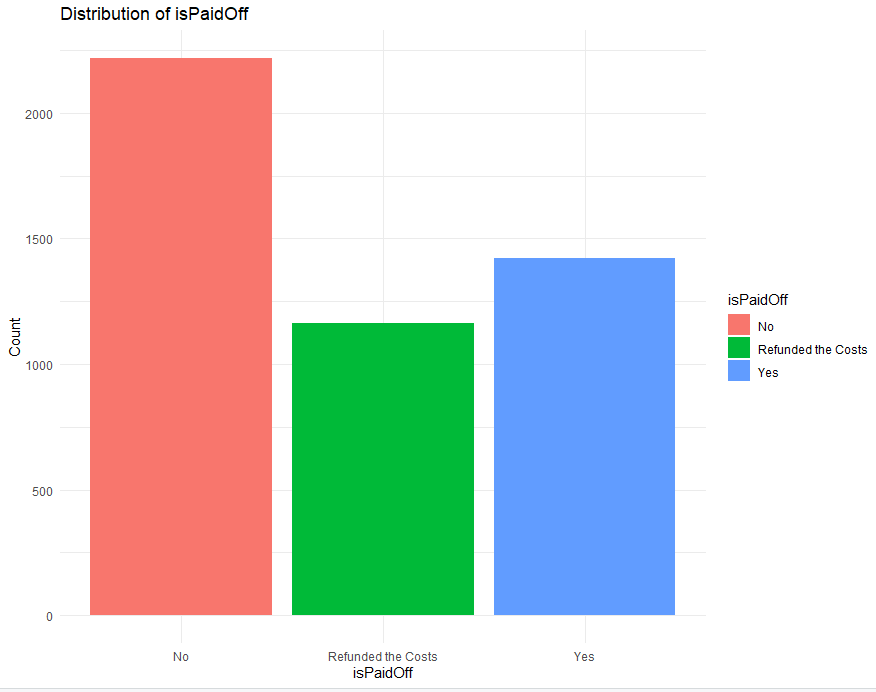 Distribution of isPaidOff
2000
1500
1000
500
0
Count
No
Refunded the Costs
Yes
isPaidOff
isPaidOff
No
Refunded the Costs
Yes